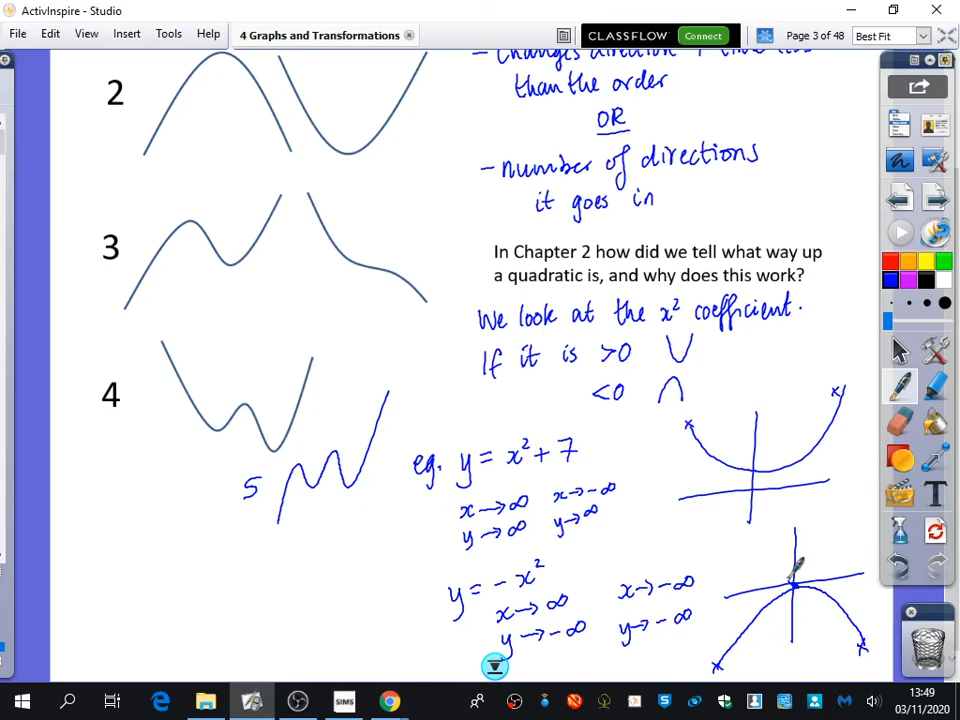 ActivInspire - Studio
File Edit View Insert Tools Help
4 Graphs and Transformations
CLASSFLOW Connect
Page 3 of 48
Best Fit
2
than the order
OR
- number of directions
it goes in
3
In Chapter 2 how did we tell what way up
a quadratic is, and why does this work?
We look at the x² coefficient.
If it is >0
<0
4
5
eg. y = x² + 7
x → ∞ x → -∞
y → ∞ y → ∞
y = -x²
x → ∞ x → -∞
y → -∞ y → -∞
T
SIMS
13:49
03/11/2020